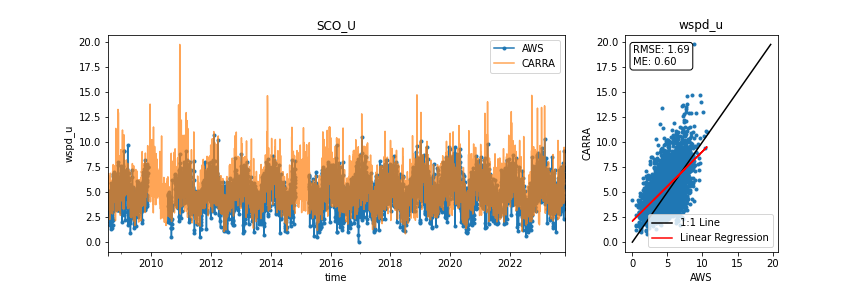 SCO_U
wspd_u
20.0
17.5
15.0
12.5
10.0
7.5
5.0
2.5
0.0
wspd_u
AWS
CARRA
2010
2012
2014
2016
2018
2020
2022
time
20.0
17.5
15.0
12.5
10.0
7.5
5.0
2.5
0.0
CARRA
RMSE: 1.69
ME: 0.60
1:1 Line
Linear Regression
0
5
10
15
20
AWS